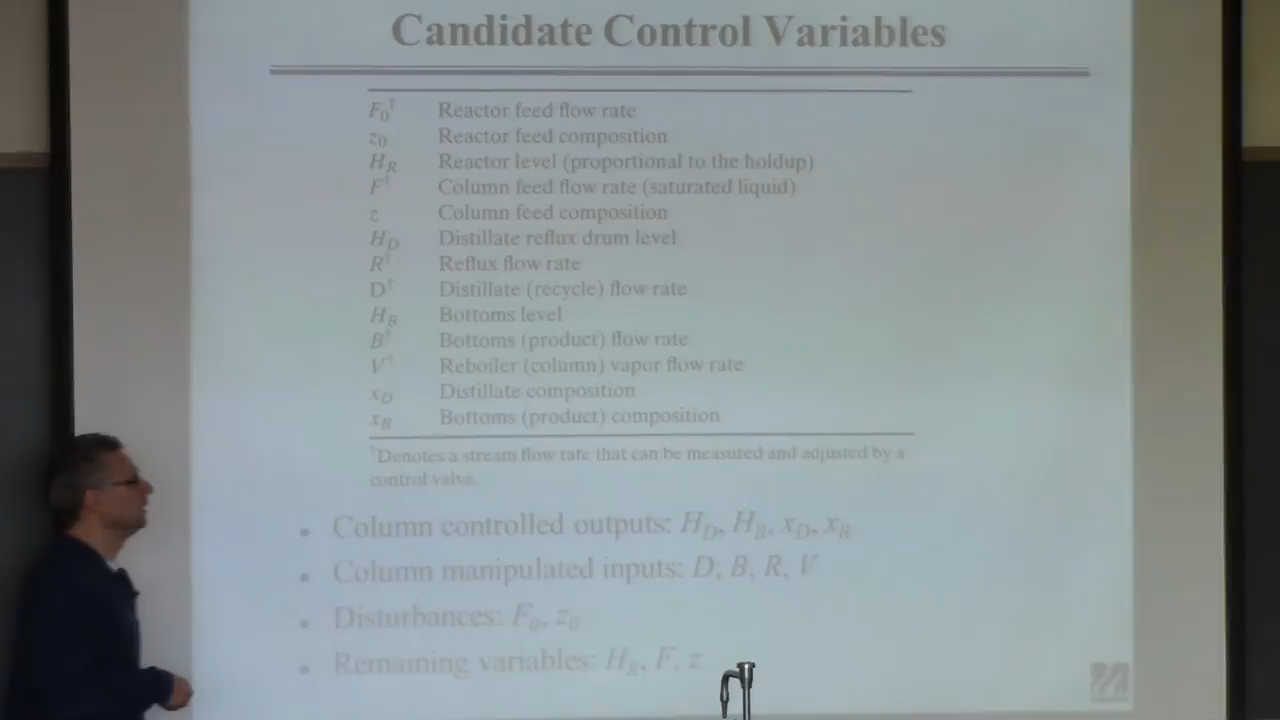 Candidate Control Variables
F₀† Reactor feed flow rate
z₀ Reactor feed composition
H_R Reactor level (proportional to the holdup)
F† Column feed flow rate (saturated liquid)
z Column feed composition
H_D Distillate reflux drum level
R† Reflux flow rate
D† Distillate (recycle) flow rate
H_B Bottoms level
B† Bottoms (product) flow rate
V† Reboiler (column) vapor flow rate
x_D Distillate composition
x_B Bottoms (product) composition
†Denotes a stream flow rate that can be measured and adjusted by a
control valve.
• Column controlled outputs: H_D, H_B, x_D, x_B
• Column manipulated inputs: D, B, R, V
• Disturbances: F₀, z₀
• Remaining variables: H_R, F, z